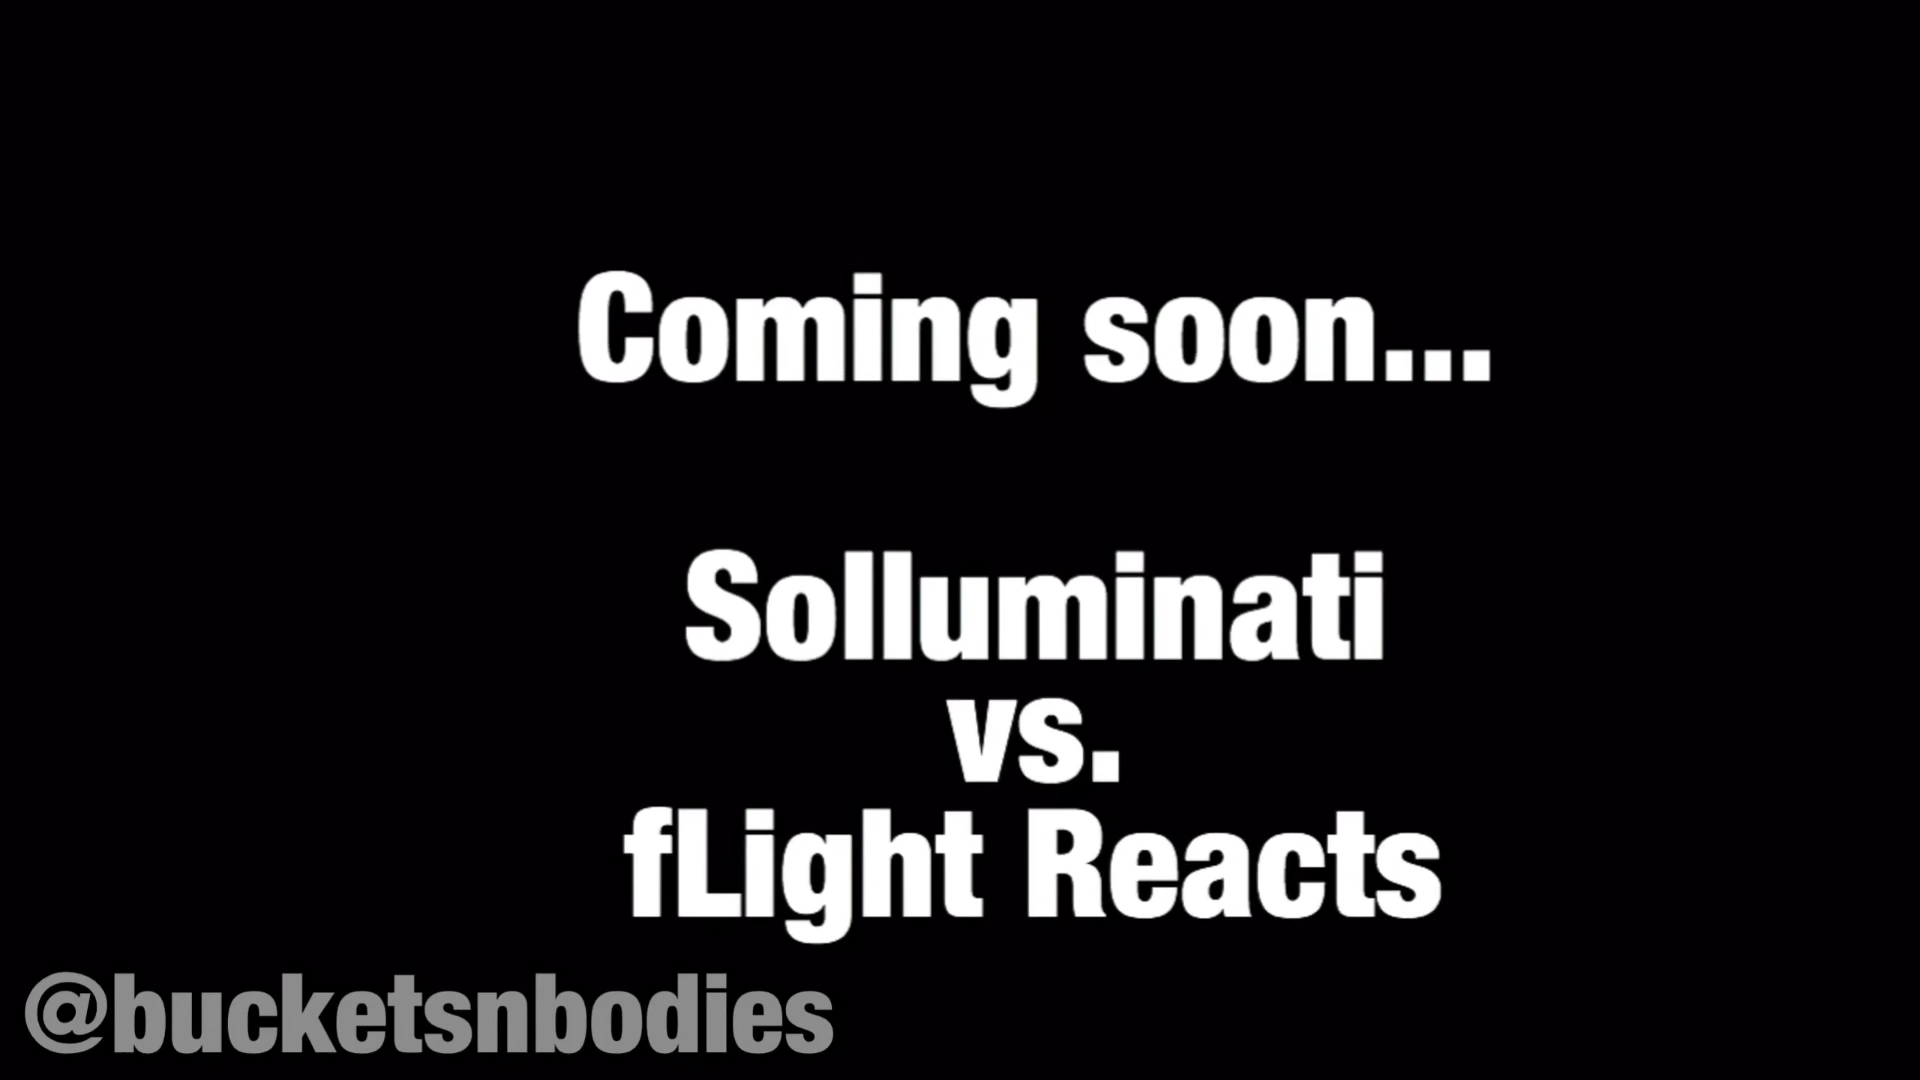 Coming soon...
Solluminati
vs.
fLight Reacts
@bucketsnbodies